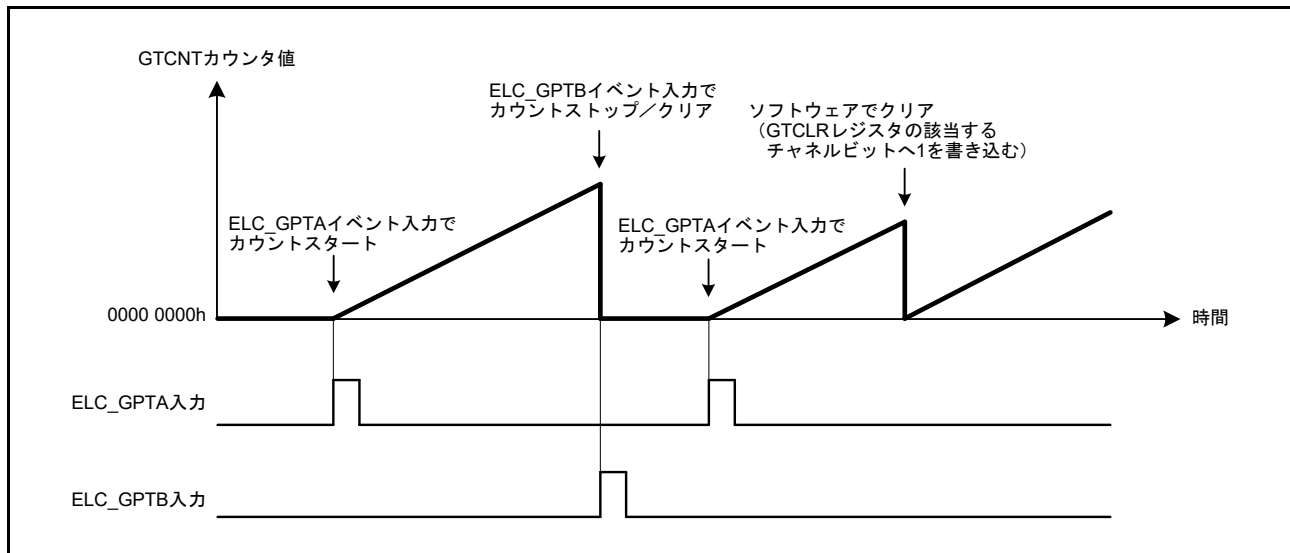 GTCNTカウンタ値
ELC_GPTBイベント入力で
カウントストップ／クリア
ソフトウェアでクリア
（GTCLRレジスタの該当する
チャネルビットへ1を書き込む）
ELC_GPTAイベント入力で
カウントスタート
ELC_GPTAイベント入力で
カウントスタート
0000 0000h
時間
ELC_GPTA入力
ELC_GPTB入力